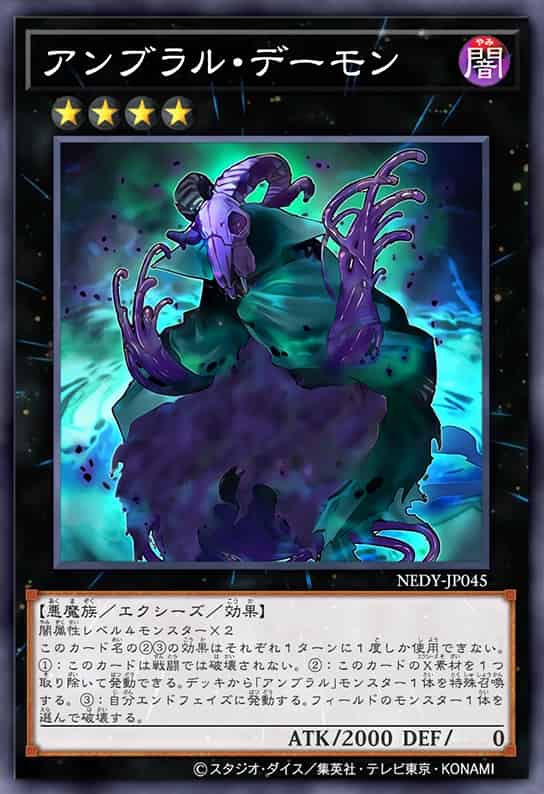 アンブラル・デーモン
闇
NEDY-JP045
【悪魔族／エクシーズ／効果】
闇属性レベル４モンスター×２
このカード名の②③の効果はそれぞれ１ターンに１度しか使用できない。
①：このカードは戦闘では破壊されない。②：このカードのX素材を１つ
取り除いて発動できる。デッキから「アンブラル」モンスター１体を特殊召喚
する。③：自分エンドフェイズに発動する。フィールドのモンスター１体を
選んで破壊する。
ATK/2000 DEF/ 0
©スタジオ・ダイス／集英社・テレビ東京・KONAMI